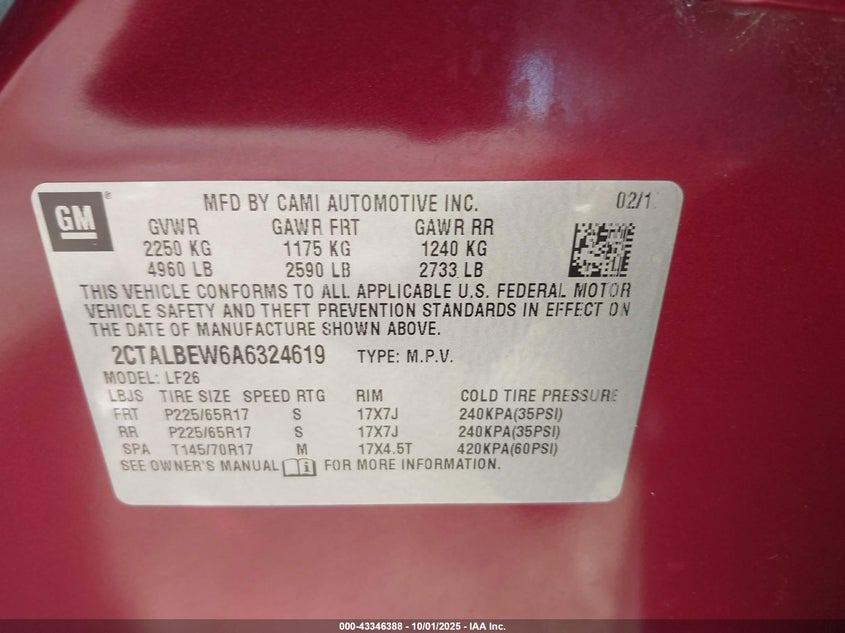 GM ®
MFD BY CAMI AUTOMOTIVE INC. 02/1
GVWR GAWR FRT GAWR RR
2250 KG 1175 KG 1240 KG
4960 LB 2590 LB 2733 LB
THIS VEHICLE CONFORMS TO ALL APPLICABLE U.S. FEDERAL MOTOR
VEHICLE SAFETY AND THEFT PREVENTION STANDARDS IN EFFECT ON
THE DATE OF MANUFACTURE SHOWN ABOVE.
2CTALBEW6A6324619 TYPE: M.P.V.
MODEL: LF26
LBJS TIRE SIZE SPEED RTG RIM COLD TIRE PRESSURE
FRT P225/65R17 S 17X7J 240KPA(35PSI)
RR P225/65R17 S 17X7J 240KPA(35PSI)
SPA T145/70R17 M 17X4.5T 420KPA(60PSI)
SEE OWNER'S MANUAL FOR MORE INFORMATION.
000-43346388 - 10/01/2025 - IAA Inc.